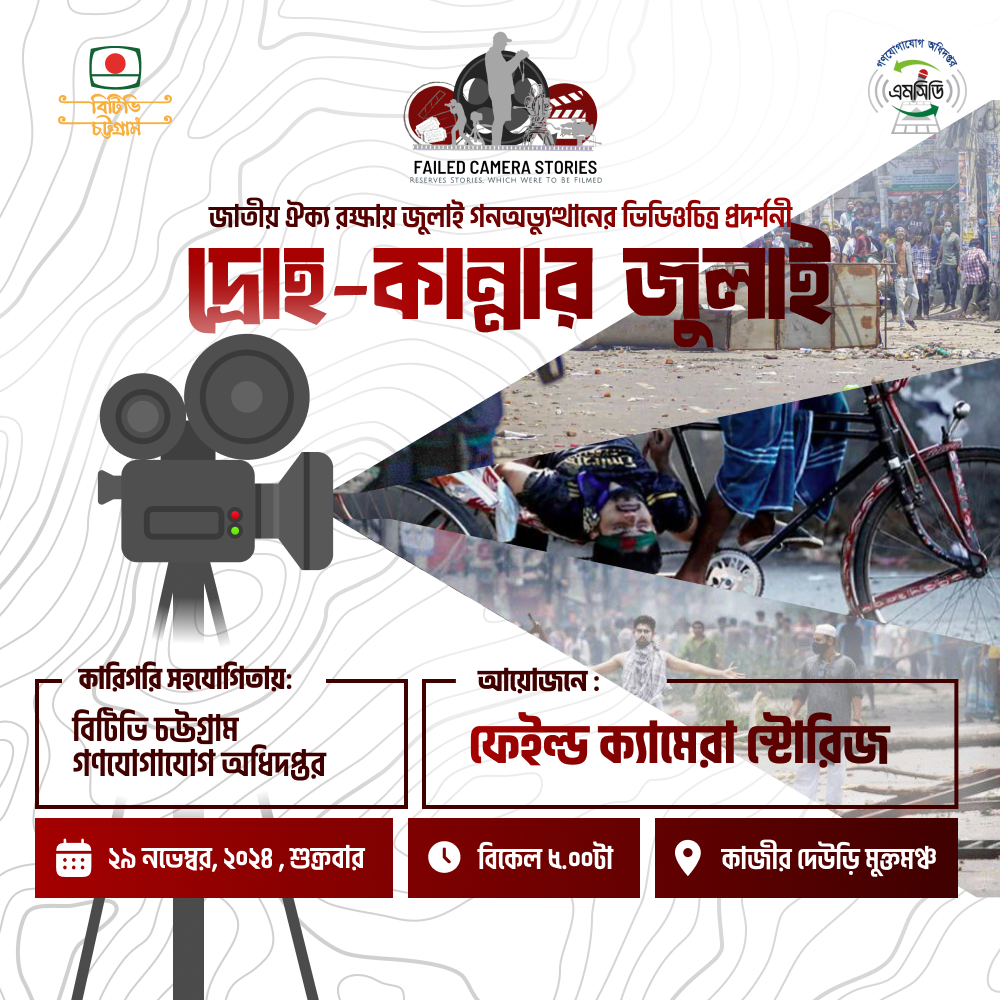 বিটিভি
চট্টগ্রাম
FAILED CAMERA STORIES
RESERVES STORIES, WHICH WERE TO BE FILMED
গণযোগাযোগ অধিদপ্তর
এমসিডি
জাতীয় ঐক্য রক্ষায় জুলাই গনঅভ্যুত্থানের ভিডিওচিত্র প্রদর্শনী
দ্রোহ-কান্নার জুলাই
কারিগরি সহযোগিতায়:
বিটিভি চট্টগ্রাম
গণযোগাযোগ অধিদপ্তর
আয়োজনে :
ফেইল্ড ক্যামেরা স্টোরিজ
২৯ নভেম্বর, ২০২৪ , শুক্রবার
বিকেল ৫.০০টা
কাজীর দেউড়ি মুক্তমঞ্চ